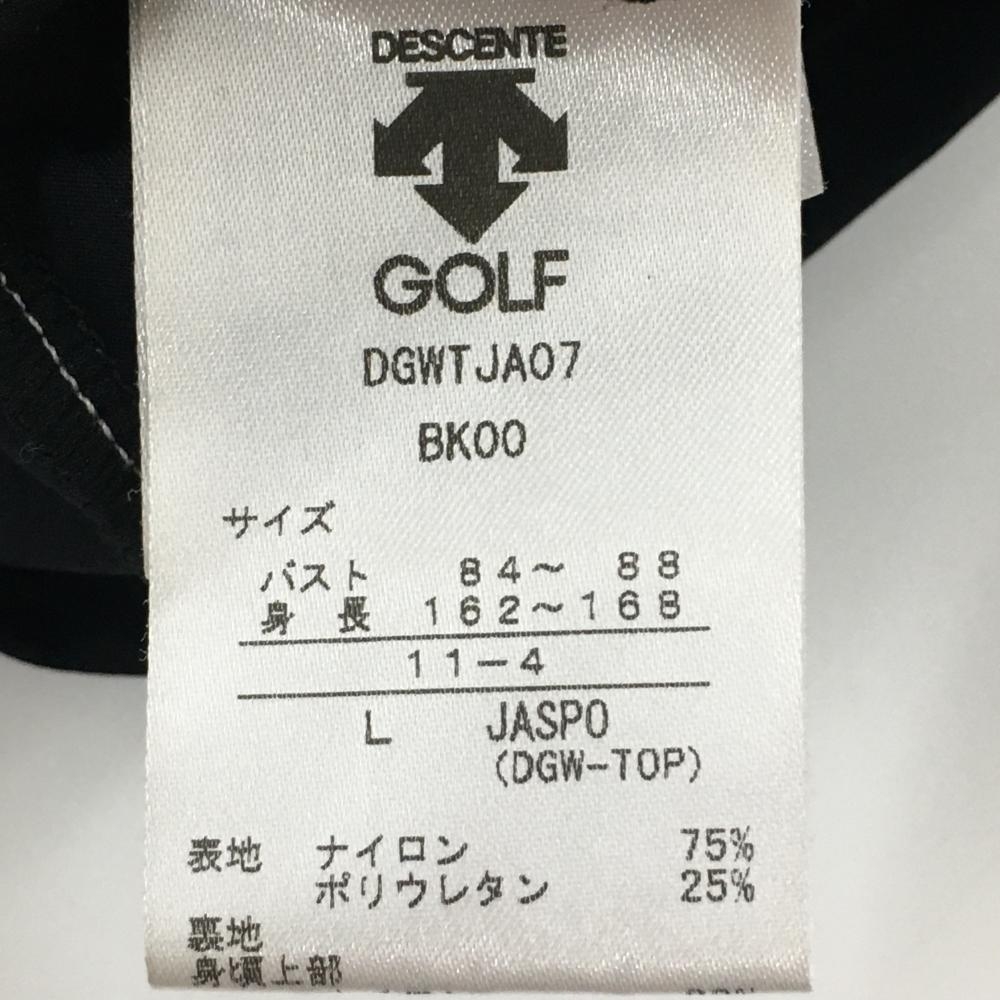 DESCENTE
GOLF
DGWTJA07
BK00
サイズ
バスト 84～ 88
身 長 162～168
11-4
L JASPO
(DGW-TOP)
表地 ナイロン 75%
ポリウレタン 25%
裏地
身頃上部